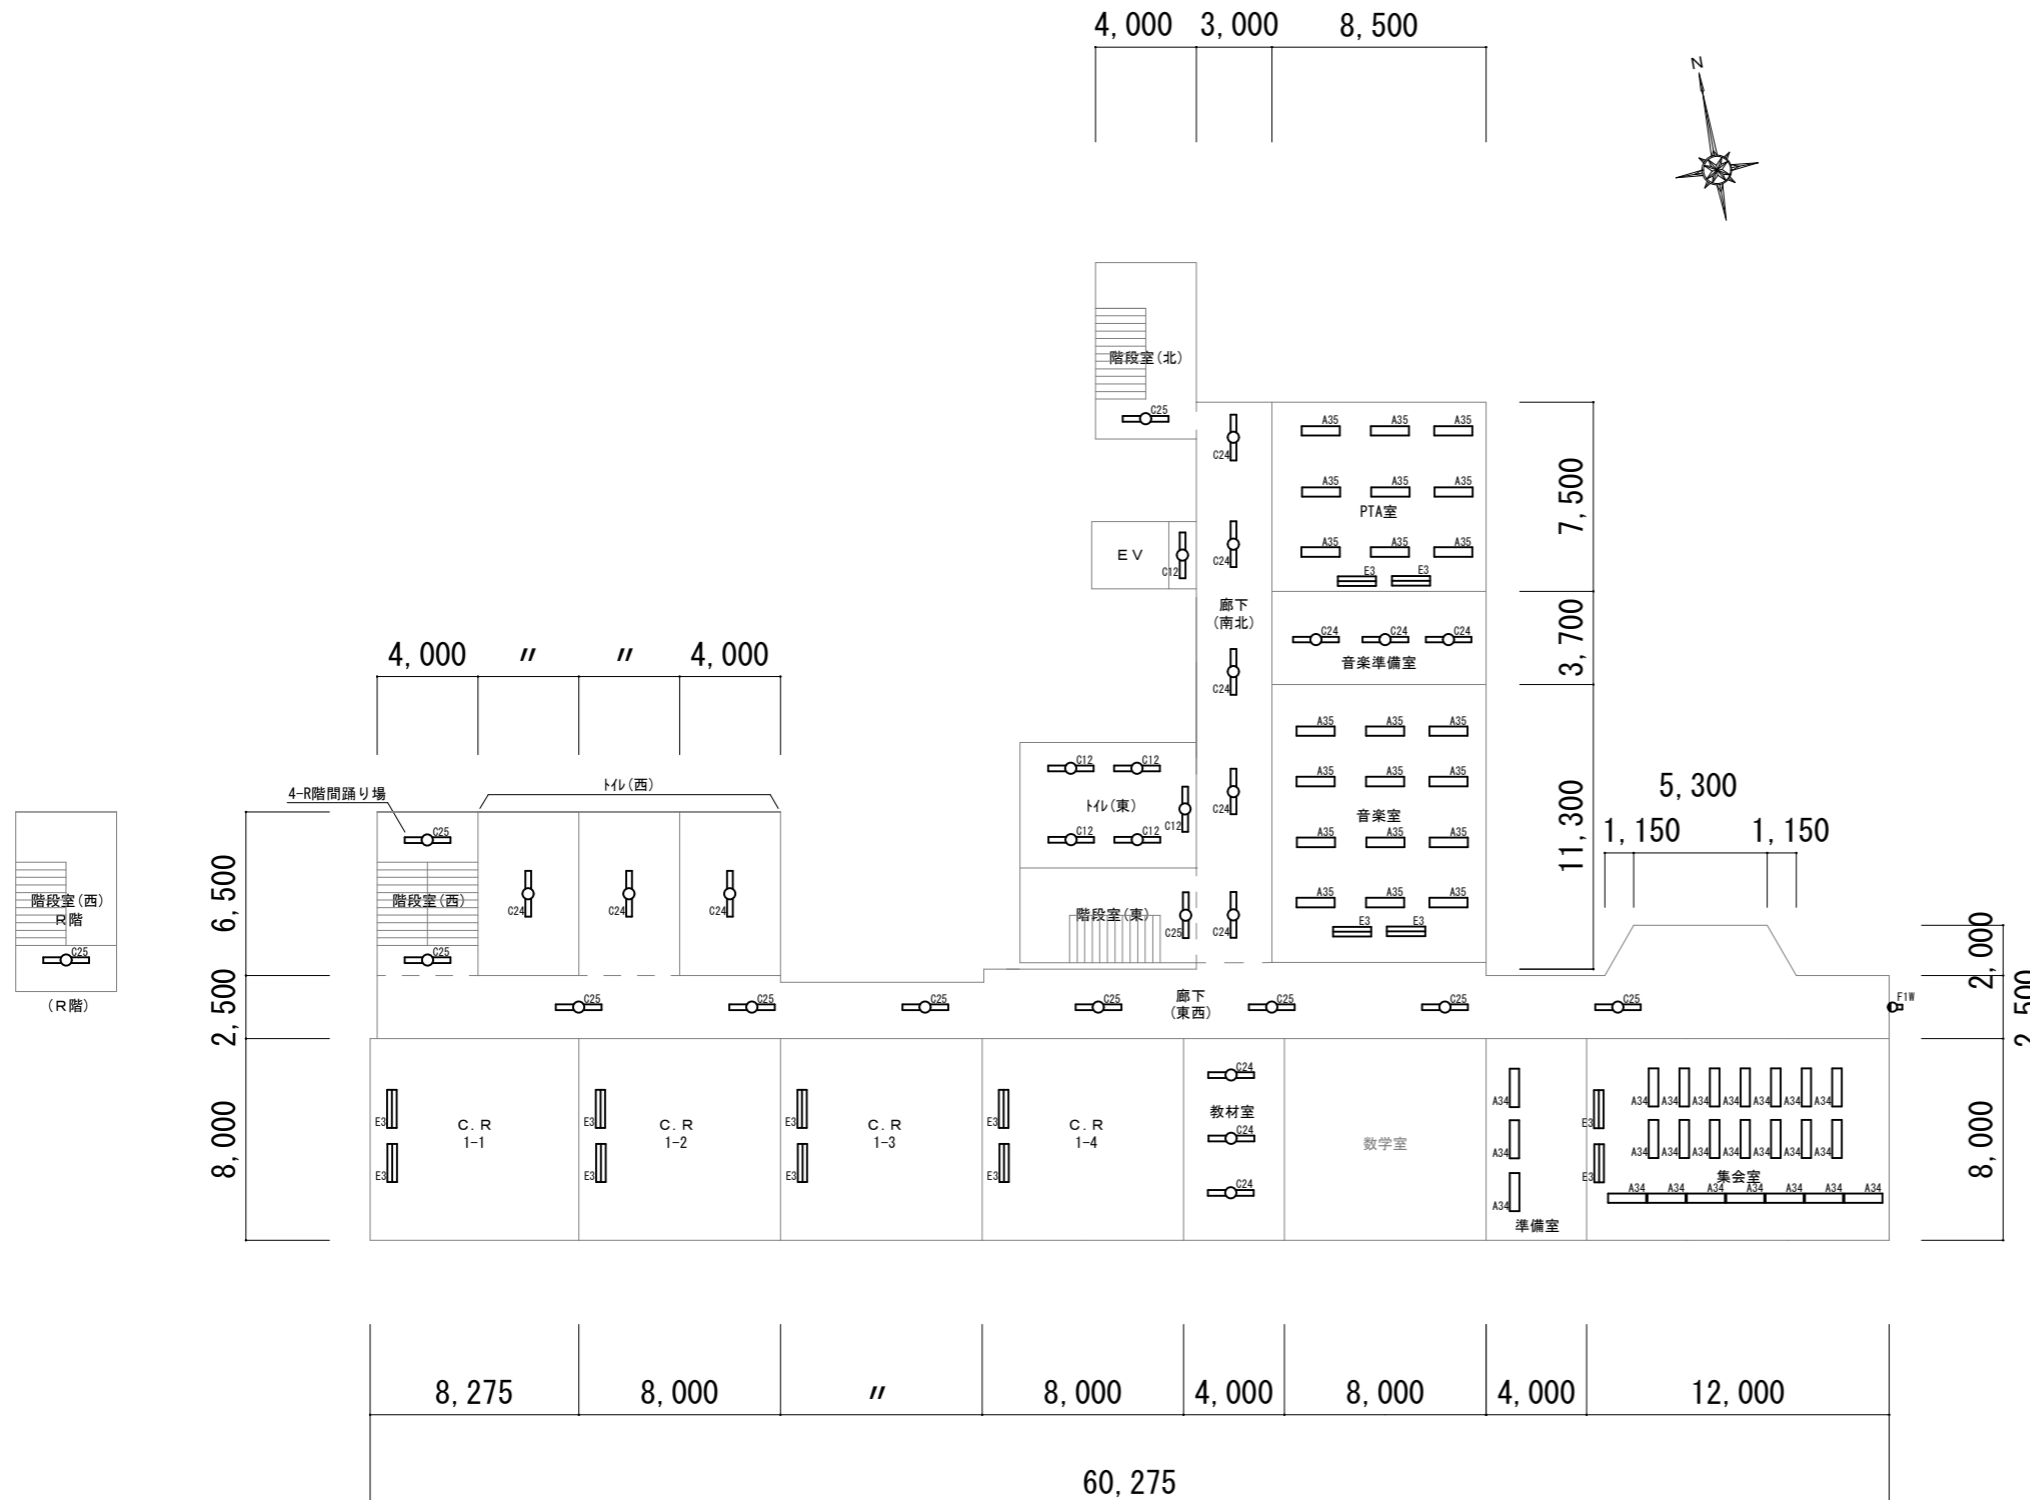 4,000 3,000 8,500
N
階段室(北)
C25
C24
A35 A35 A35
A35 A35 A35
PTA室
A35 A35 A35
E3 E3
7,500
EV
C12
C24
廊下
(南北)
C24 C24 C24
音楽準備室
3,700
C24
4,000 〃 〃 4,000
A35 A35 A35
A35 A35 A35
音楽室
A35 A35 A35
A35 A35 A35
E3 E3
11,300
C12 C12
トイレ(東)
C12 C12
C12
C24
トイレ(西)
4-R階間踊り場
C25
階段室(西)
C25
C24 C24 C24
階段室(東)
C25
C24
5,300
1,150 1,150
2,000
2,500
階段室(西)
R階
C25
(R階)
6,500
2,500
8,000
C25 C25 C25 C25 C25 C25 C25
廊下
(東西)
F1W
E3
E3
C.R
1-1
E3
E3
C.R
1-2
E3
E3
C.R
1-3
E3
E3
C.R
1-4
C24
教材室
C24
C24
数学室
A34
A34
A34
準備室
E3
E3
A34 A34 A34 A34 A34 A34 A34
A34 A34 A34 A34 A34 A34 A34
集会室
A34 A34 A34 A34 A34 A34 A34
8,000
8,275 8,000 〃 8,000 4,000 8,000 4,000 12,000
60,275